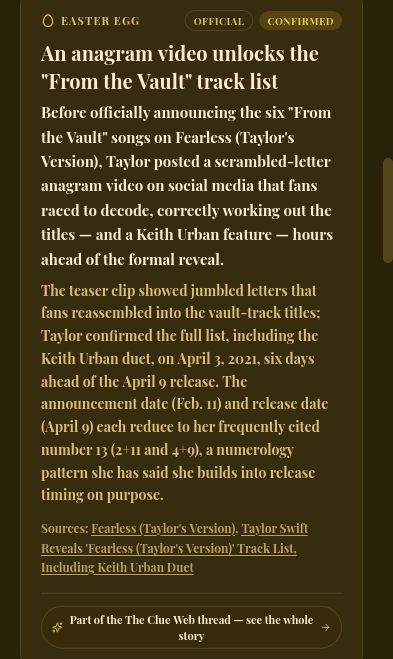 EASTER EGG OFFICIAL CONFIRMED
An anagram video unlocks the
"From the Vault" track list
Before officially announcing the six "From
the Vault" songs on Fearless (Taylor's
Version), Taylor posted a scrambled-letter
anagram video on social media that fans
raced to decode, correctly working out the
titles — and a Keith Urban feature — hours
ahead of the formal reveal.
The teaser clip showed jumbled letters that
fans reassembled into the vault-track titles;
Taylor confirmed the full list, including the
Keith Urban duet, on April 3, 2021, six days
ahead of the April 9 release. The
announcement date (Feb. 11) and release date
(April 9) each reduce to her frequently cited
number 13 (2+11 and 4+9), a numerology
pattern she has said she builds into release
timing on purpose.
Sources: Fearless (Taylor's Version), Taylor Swift
Reveals 'Fearless (Taylor's Version)' Track List,
Including Keith Urban Duet
Part of the The Clue Web thread — see the whole →
story